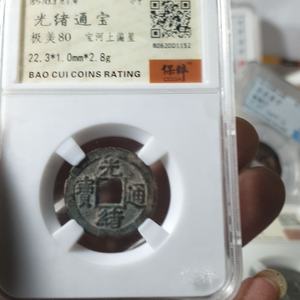 光绪通宝
极美80 宝河上偏星
22.3*1.0mm*2.8g
保粹
BAO CUI COINS RATING
光緒通寶